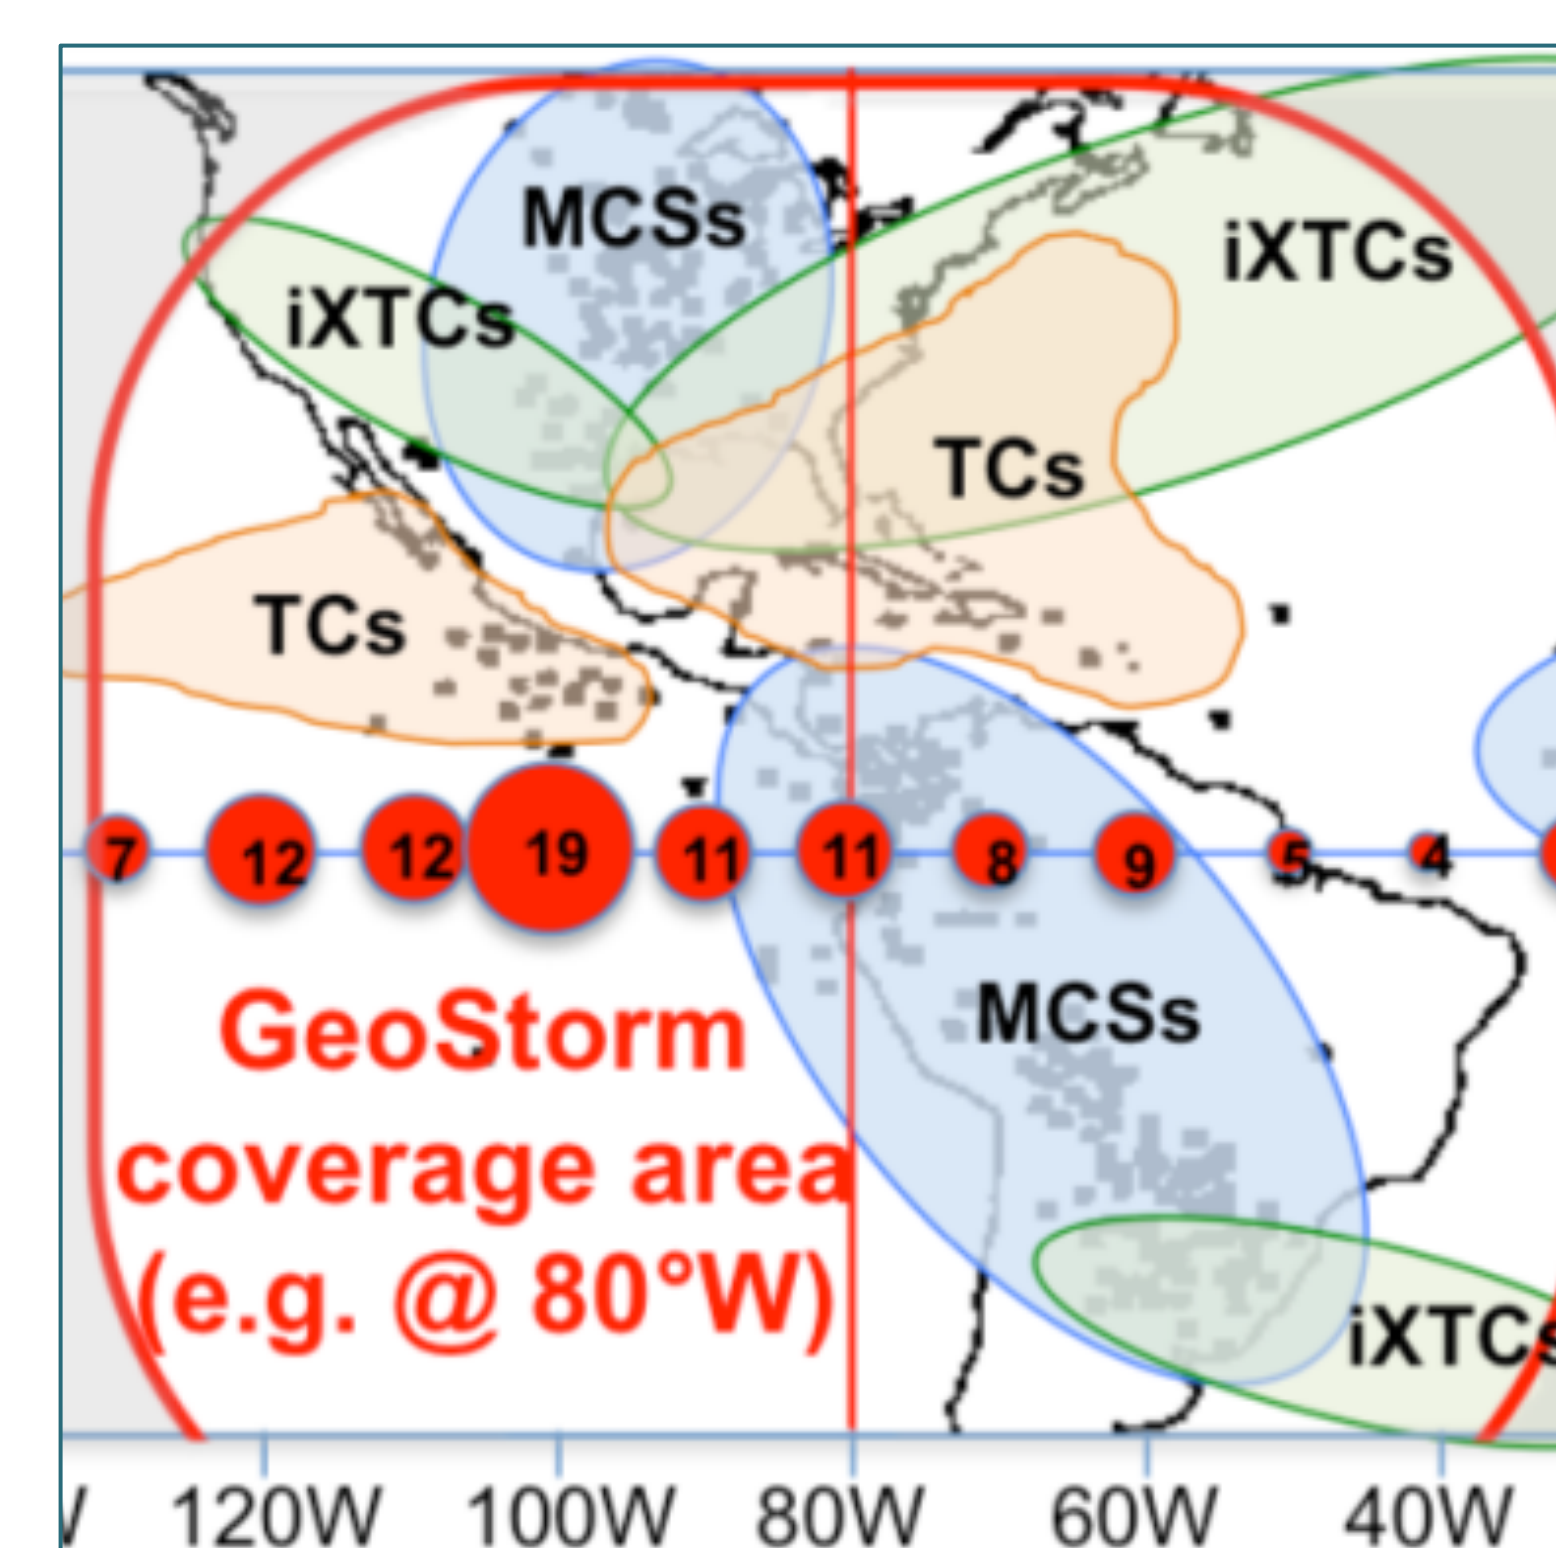 MCSs
iXTCs
iXTCs
TCs
TCs
7 12 12 19 11 11 8 9 5 4
GeoStorm
coverage area
(e.g. @ 80°W)
MCSs
iXTCs
W 120W 100W 80W 60W 40W